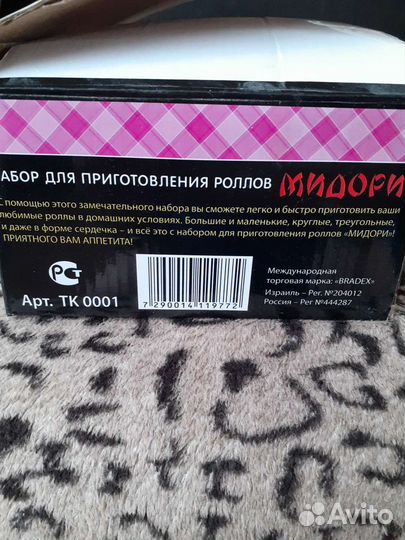 АБОР ДЛЯ ПРИГОТОВЛЕНИЯ РОЛЛОВ МИДОРИ
С помощью этого замечательного набора вы сможете легко и быстро приготовить ваши
любимые роллы в домашних условиях. Большие и маленькие, круглые, треугольные,
и даже в форме сердечка – и всё это с набором для приготовления роллов «МИДОРИ»!
ПРИЯТНОГО ВАМ АППЕТИТА!
РСТ
Арт. ТК 0001
7 290014 119772
Международная
торговая марка: «BRADEX»
Израиль – Рег. №204012
Россия – Рег №444287
Avito